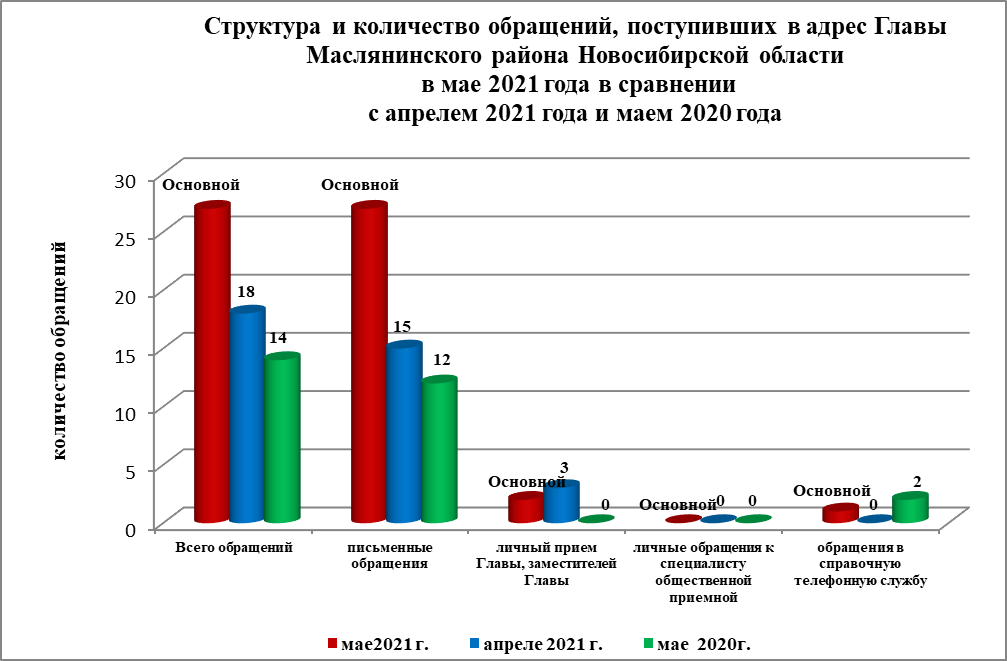 Структура и количество обращений, поступивших в адрес Главы
Маслянинского района Новосибирской области
в мае 2021 года в сравнении
с апрелем 2021 года и маем 2020 года
количество обращений
30
25
20
15
10
5
0
Основной
18
14
Основной
15
12
Основной
3
0
Основной
0
0
Основной
0
2
Всего обращений
письменные
обращения
личный прием
Главы, заместителей
Главы
личные обращения к
специалисту
общественной
приемной
обращения в
справочную
телефонную службу
мае2021 г.
апреле 2021 г.
мае 2020г.